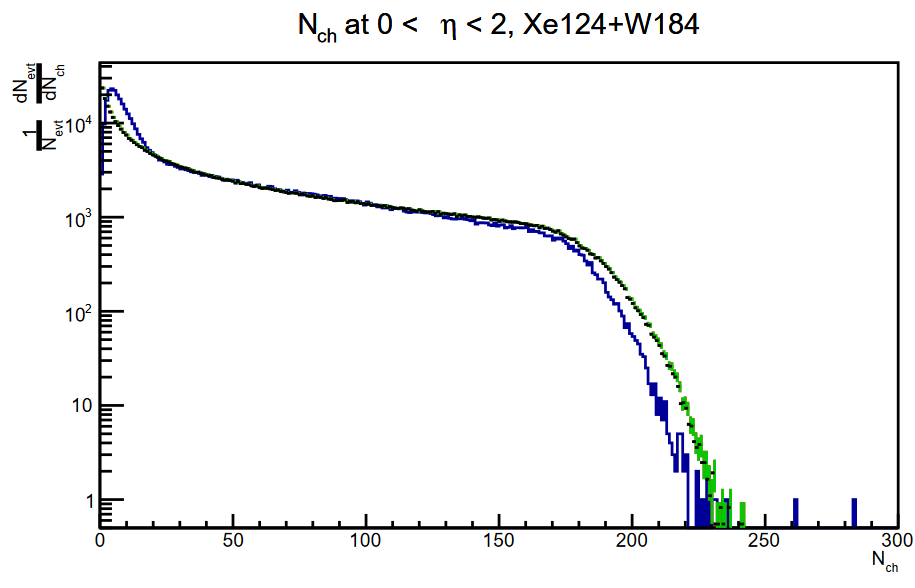 N_ch at 0 < η < 2, Xe124+W184
1/N_evt dN_evt/dN_ch
10^4
10^3
10^2
10
1
0 50 100 150 200 250 300
N_ch